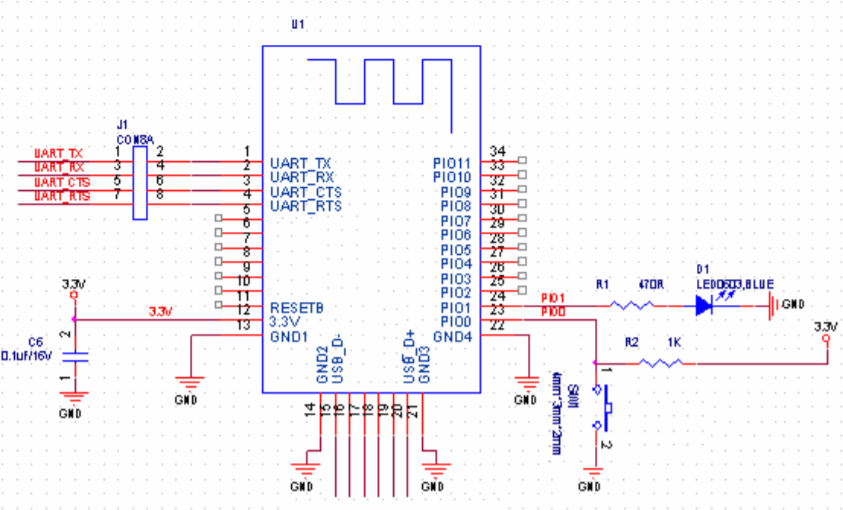 U1
J1
CON8A
UART_TX 1 2
UART_RX 3 4
UART_CTS 5 6
UART_RTS 7 8
1 UART_TX
2 UART_RX
3 UART_CTS
4 UART_RTS
5
6
7
8
9
10
11 RESETB
12 3.3V
13 GND1
34 PIO11
33 PIO10
32 PIO9
31 PIO8
30 PIO7
29 PIO6
28 PIO5
27 PIO4
26 PIO3
25 PIO2
24 PIO1
23 PIO0
22 GND4
GND2
USB_D-
USB_D+
GND3
14 15 16 17 18 19 20 21
3.3V
3.3V
C6
0.1uf/16V
2
1
GND
GND
GND
GND
GND
PIO1
PIO0
R1 470R
D1
LED0603,BLUE
GND
R2 1K
3.3V
1
4mm*3mm*2mm
2
GND